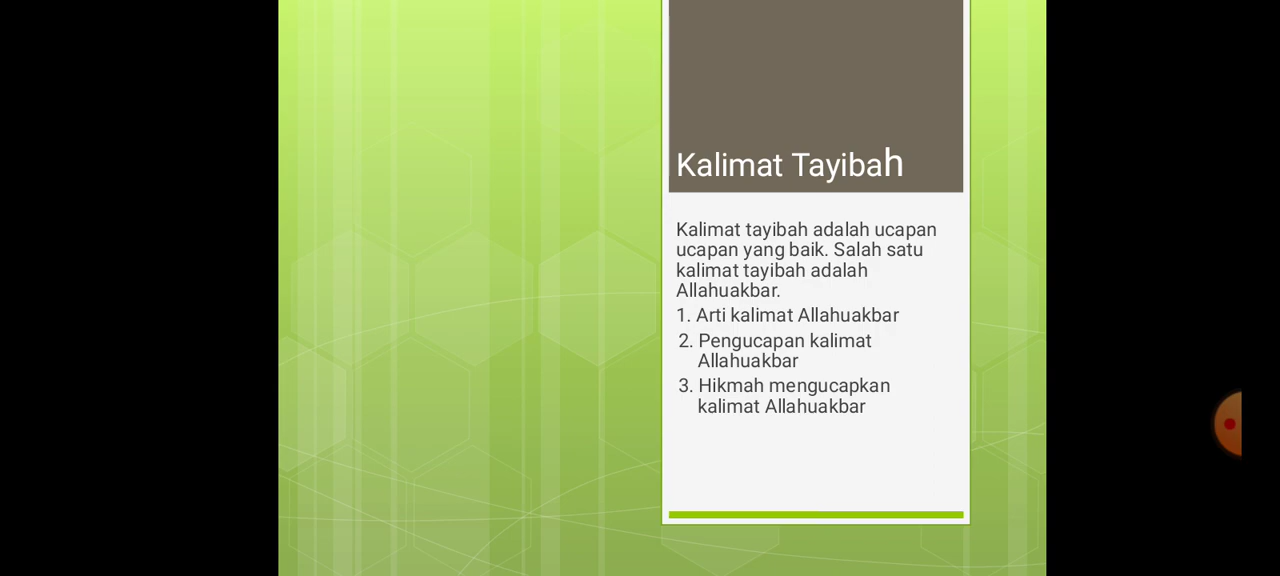 Kalimat Tayibah
Kalimat tayibah adalah ucapan
ucapan yang baik. Salah satu
kalimat tayibah adalah
Allahuakbar.
1. Arti kalimat Allahuakbar
2. Pengucapan kalimat
Allahuakbar
3. Hikmah mengucapkan
kalimat Allahuakbar